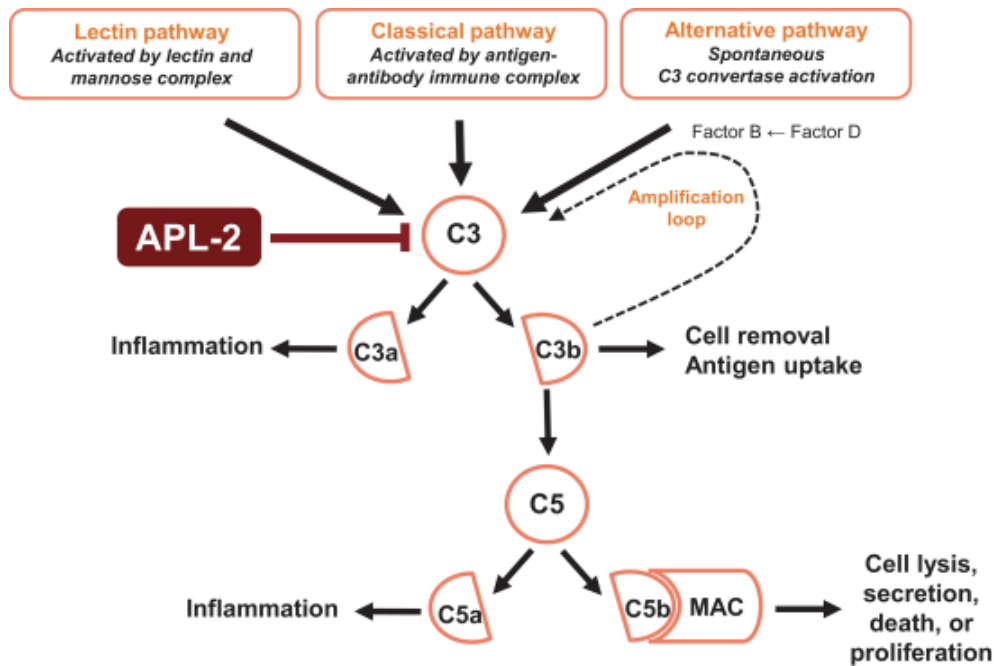 Lectin pathway
Activated by lectin and
mannose complex
Classical pathway
Activated by antigen-
antibody immune complex
Alternative pathway
Spontaneous
C3 convertase activation
Factor B ← Factor D
Amplification
loop
APL-2
C3
Inflammation
C3a
C3b
Cell removal
Antigen uptake
C5
Inflammation
C5a
C5b
MAC
Cell lysis,
secretion,
death, or
proliferation